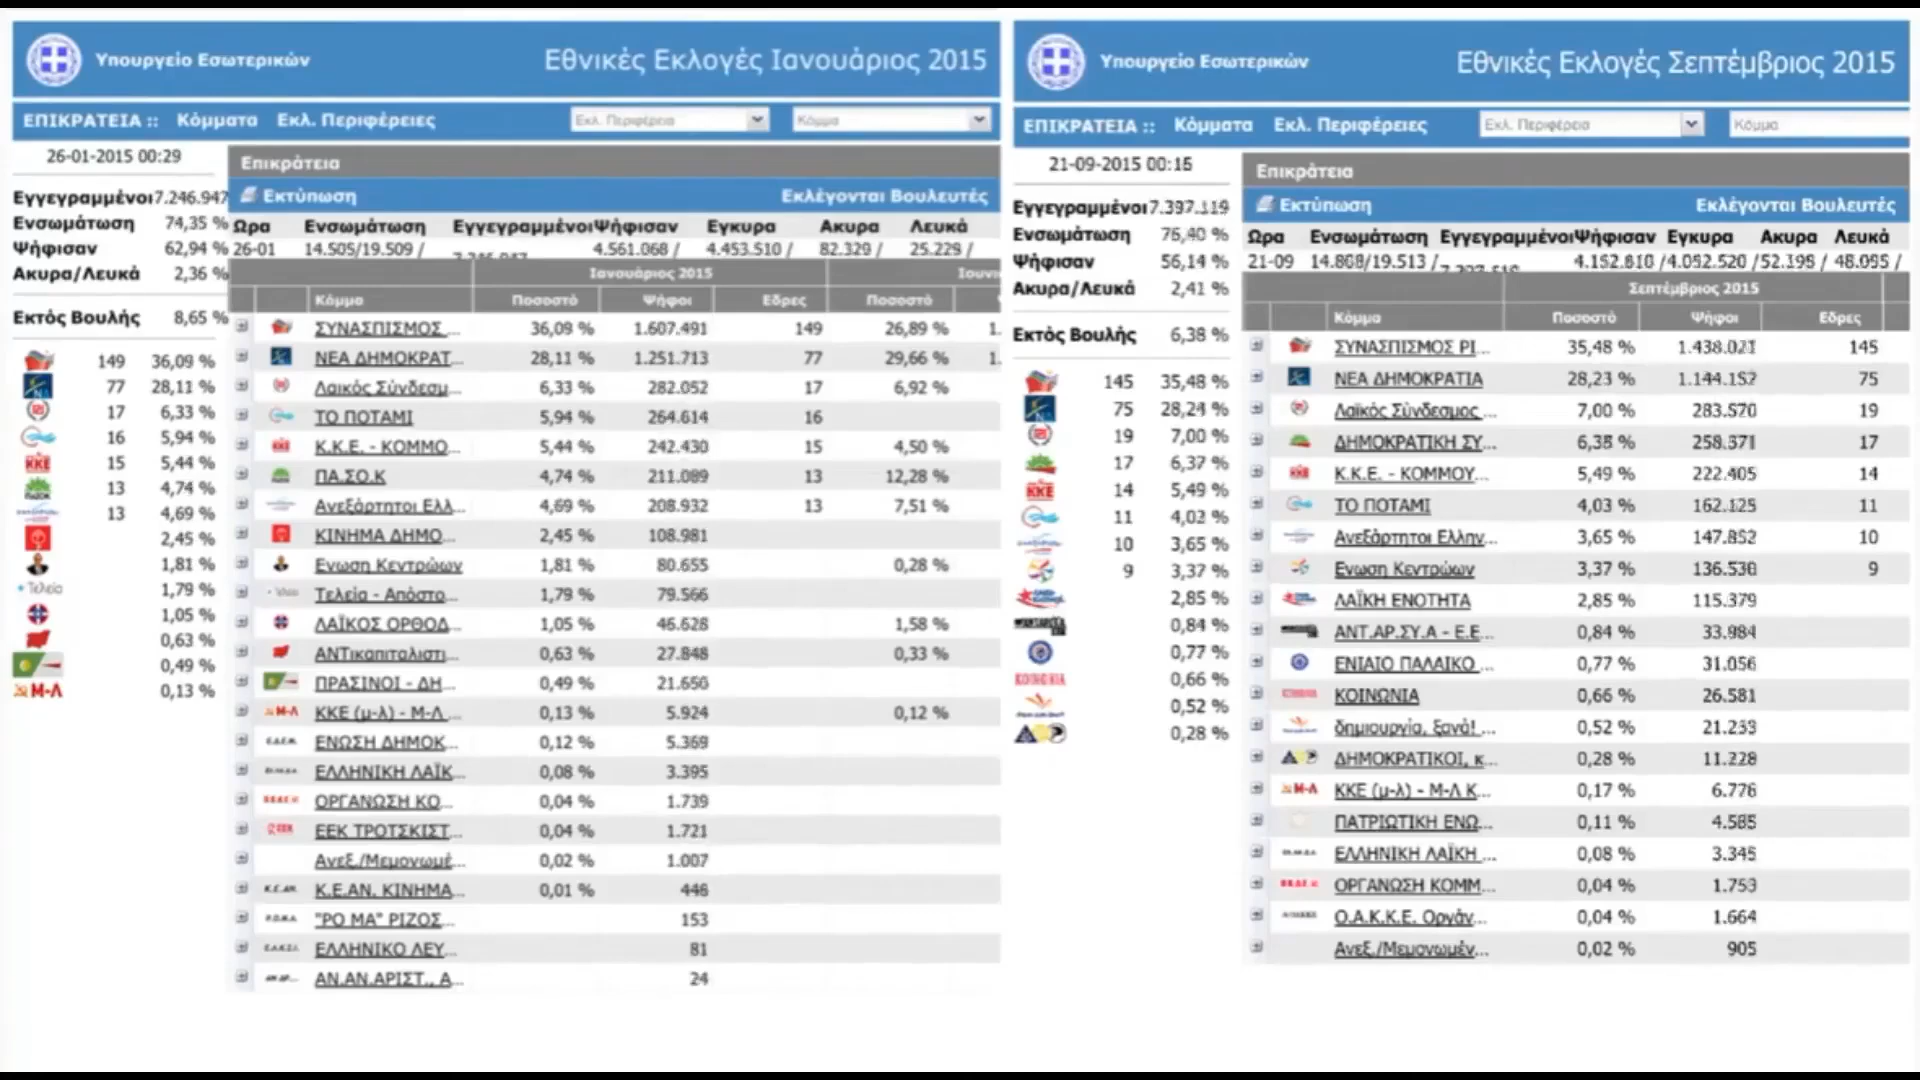 Υπουργείο Εσωτερικών
Εθνικές Εκλογές Ιανουάριος 2015
ΕΠΙΚΡΑΤΕΙΑ :: Κόμματα Εκλ. Περιφέρειες Εκλ. Περιφέρεια Κόμμα
26-01-2015 00:29
Εγγεγραμμένοι 7.246.947
Ενσωμάτωση 74,35 %
Ψήφισαν 62,94 %
Ακυρα/Λευκά 2,36 %
Εκτός Βουλής 8,65 %
149 36,09 %
77 28,11 %
17 6,33 %
16 5,94 %
ΚΚΕ 15 5,44 %
13 4,74 %
13 4,69 %
2,45 %
1,81 %
Τελεία 1,79 %
1,05 %
0,63 %
0,49 %
Μ-Λ 0,13 %
Επικράτεια
Εκτύπωση Εκλέγονται Βουλευτές
Ωρα Ενσωμάτωση Εγγεγραμμένοι Ψήφισαν Εγκυρα Ακυρα Λευκά
26-01 14.505/19.509 / 4.561.068 / 4.453.510 / 82.329 / 25.229 /
Ιανουάριος 2015 Ιουνι
Κόμμα Ποσοστό Ψήφοι Εδρες Ποσοστό
ΣΥΝΑΣΠΙΣΜΟΣ ... 36,09 % 1.607.491 149 26,89 % 1.
ΝΕΑ ΔΗΜΟΚΡΑΤ... 28,11 % 1.251.713 77 29,66 % 1.
Λαικός Σύνδεσμ... 6,33 % 282.052 17 6,92 %
ΤΟ ΠΟΤΑΜΙ 5,94 % 264.614 16
Κ.Κ.Ε. - ΚΟΜΜΟ... 5,44 % 242.430 15 4,50 %
ΠΑ.ΣΟ.Κ 4,74 % 211.089 13 12,28 %
Ανεξάρτητοι Ελλ... 4,69 % 208.932 13 7,51 %
ΚΙΝΗΜΑ ΔΗΜΟ... 2,45 % 108.981
Ενωση Κεντρώων 1,81 % 80.655 0,28 %
Τελεία - Απόστο... 1,79 % 79.566
ΛΑΪΚΟΣ ΟΡΘΟΔ... 1,05 % 46.628 1,58 %
ΑΝΤικαπιταλιστι... 0,63 % 27.848 0,33 %
ΠΡΑΣΙΝΟΙ - ΔΗ... 0,49 % 21.650
Μ-Λ ΚΚΕ (μ-λ) - Μ-Λ ... 0,13 % 5.924 0,12 %
ΕΝΩΣΗ ΔΗΜΟΚ... 0,12 % 5.369
ΕΛΛΗΝΙΚΗ ΛΑΪΚ... 0,08 % 3.395
ΟΡΓΑΝΩΣΗ ΚΟ... 0,04 % 1.739
ΕΕΚ ΤΡΟΤΣΚΙΣΤ... 0,04 % 1.721
Ανεξ./Μεμονωμέ... 0,02 % 1.007
Κ.Ε.ΑΝ. ΚΙΝΗΜΑ... 0,01 % 446
"ΡΟ ΜΑ" ΡΙΖΟΣ... 153
ΕΛΛΗΝΙΚΟ ΛΕΥ... 81
ΑΝ.ΑΝ.ΑΡΙΣΤ., Α... 24
Υπουργείο Εσωτερικών
Εθνικές Εκλογές Σεπτέμβριος 2015
ΕΠΙΚΡΑΤΕΙΑ :: Κόμματα Εκλ. Περιφέρειες Εκλ. Περιφέρεια Κόμμα
21-09-2015 00:15
Εγγεγραμμένοι 7.397.119
Ενσωμάτωση 76,40 %
Ψήφισαν 56,14 %
Ακυρα/Λευκά 2,41 %
Εκτός Βουλής 6,38 %
145 35,48 %
75 28,24 %
19 7,00 %
17 6,37 %
ΚΚΕ 14 5,49 %
11 4,02 %
10 3,65 %
9 3,37 %
2,85 %
0,84 %
0,77 %
ΚΟΙΝΩΝΙΑ 0,66 %
0,52 %
0,28 %
Επικράτεια
Εκτύπωση Εκλέγονται Βουλευτές
Ωρα Ενσωμάτωση Εγγεγραμμένοι Ψήφισαν Εγκυρα Ακυρα Λευκά
21-09 14.868/19.513 / 4.152.810 / 4.052.520 / 52.195 / 48.095 /
Σεπτέμβριος 2015
Κόμμα Ποσοστό Ψήφοι Εδρες
ΣΥΝΑΣΠΙΣΜΟΣ ΡΙ... 35,48 % 145
ΝΕΑ ΔΗΜΟΚΡΑΤΙΑ 28,23 % 1.144.152 75
Λαϊκός Σύνδεσμος ... 7,00 % 283.570 19
ΔΗΜΟΚΡΑΤΙΚΗ ΣΥ... 6,38 % 258.371 17
Κ.Κ.Ε. - ΚΟΜΜΟΥ... 5,49 % 222.405 14
ΤΟ ΠΟΤΑΜΙ 4,03 % 11
Ανεξάρτητοι Ελλην... 3,65 % 147.852 10
Ενωση Κεντρώων 3,37 % 136.530 9
ΛΑΪΚΗ ΕΝΟΤΗΤΑ 2,85 % 115.379
ΑΝΤ.ΑΡ.ΣΥ.Α - Ε.Ε... 0,84 % 33.984
ΕΝΙΑΙΟ ΠΑΛΑΙΚΟ ... 0,77 % 31.056
ΚΟΙΝΩΝΙΑ 0,66 % 26.581
δημιουργία, ξανά! ... 0,52 % 21.233
ΔΗΜΟΚΡΑΤΙΚΟΙ, κ... 0,28 % 11.228
Μ-Λ ΚΚΕ (μ-λ) - Μ-Λ Κ... 0,17 % 6.776
ΠΑΤΡΙΩΤΙΚΗ ΕΝΩ... 0,11 % 4.585
ΕΛΛΗΝΙΚΗ ΛΑΪΚΗ ... 0,08 % 3.345
ΟΡΓΑΝΩΣΗ ΚΟΜΜ... 0,04 % 1.753
Ο.Α.Κ.Κ.Ε. Οργάν... 0,04 % 1.664
Ανεξ./Μεμονωμέν... 0,02 % 905